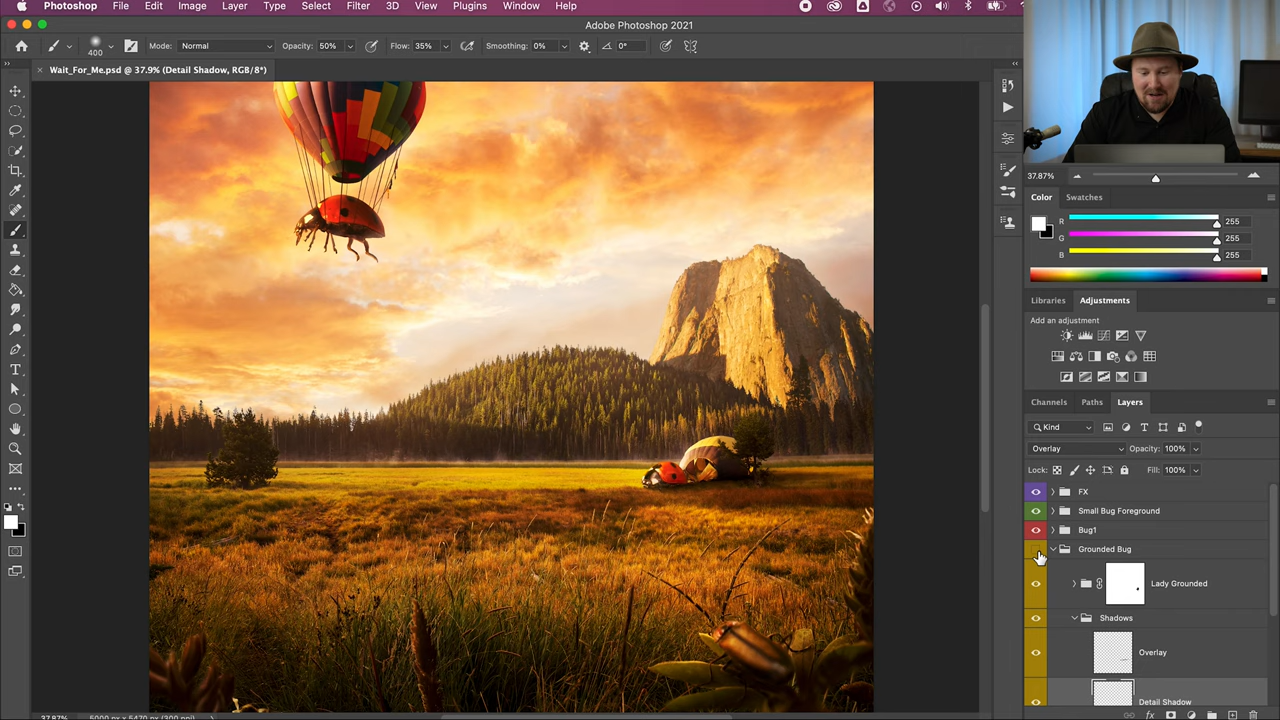 Photoshop File Edit Image Layer Type Select Filter 3D View Plugins Window Help
Adobe Photoshop 2021
400 Mode: Normal Opacity: 50% Flow: 35% Smoothing: 0% 0°
Wait_For_Me.psd @ 37.9% (Detail Shadow, RGB/8*)
37.87%
Color Swatches
R 255
G 255
B 255
Libraries Adjustments
Add an adjustment
Channels Paths Layers
Kind
Overlay Opacity: 100%
Lock: Fill: 100%
FX
Small Bug Foreground
Bug1
Grounded Bug
Lady Grounded
Shadows
Overlay
Detail Shadow
37.87% 5000 px x 5470 px (300 ppi)
fx